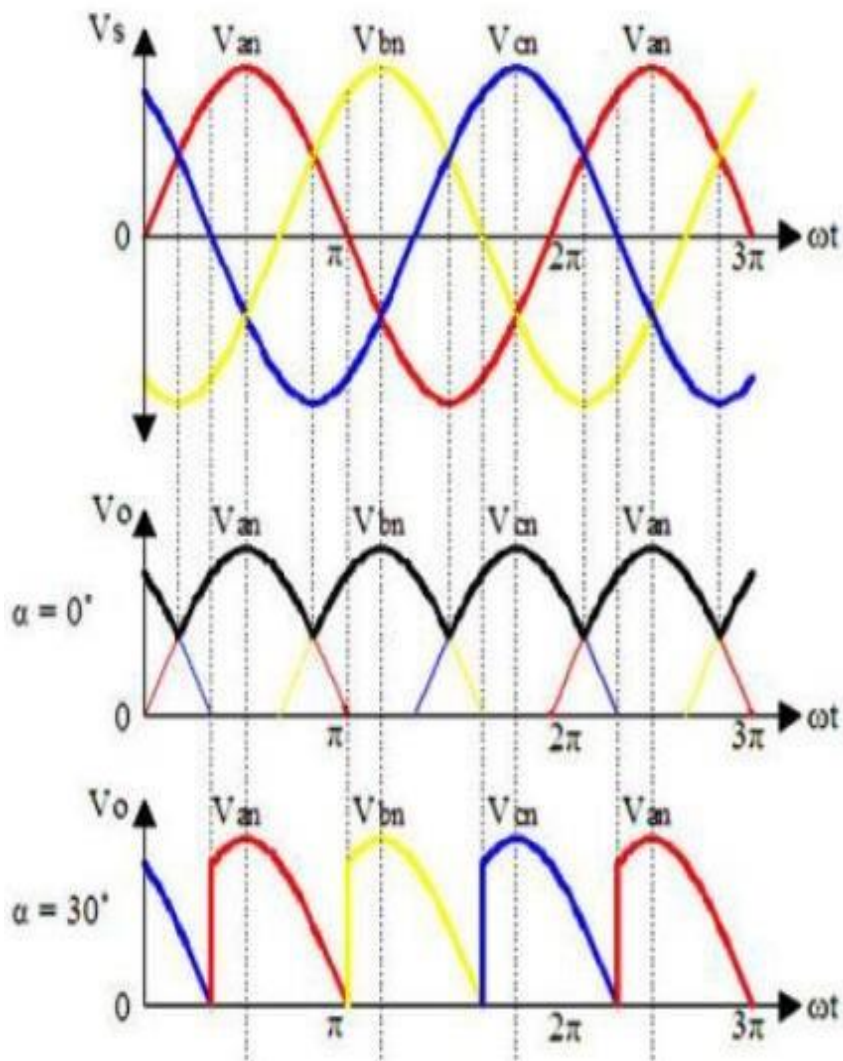 Vs Van Vbn Vcn Van
0 π 2π 3π ωt
Vo Van Vbn Vcn Van
α = 0°
0 π 2π 3π ωt
Vo Van Vbn Vcn Van
α = 30°
0 π 2π 3π ωt